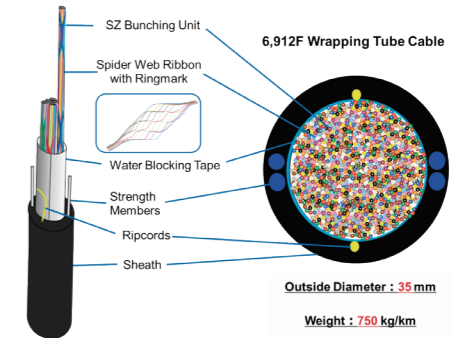 SZ Bunching Unit
6,912F Wrapping Tube Cable
Spider Web Ribbon
with Ringmark
Water Blocking Tape
Strength
Members
Ripcords
Sheath
Outside Diameter : 35 mm
Weight : 750 kg/km